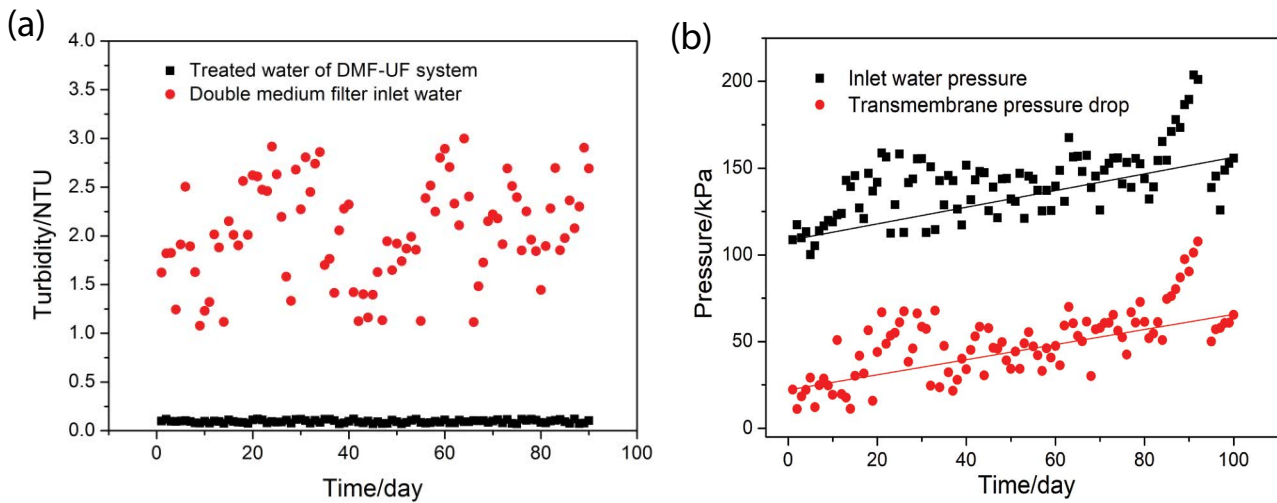 (a)
4.0
3.5
3.0
2.5
2.0
1.5
1.0
0.5
0.0
Turbidity/NTU
Treated water of DMF-UF system
Double medium filter inlet water
0 20 40 60 80 100
Time/day
(b)
200
150
100
50
0
Pressure/kPa
Inlet water pressure
Transmembrane pressure drop
0 20 40 60 80 100
Time/day